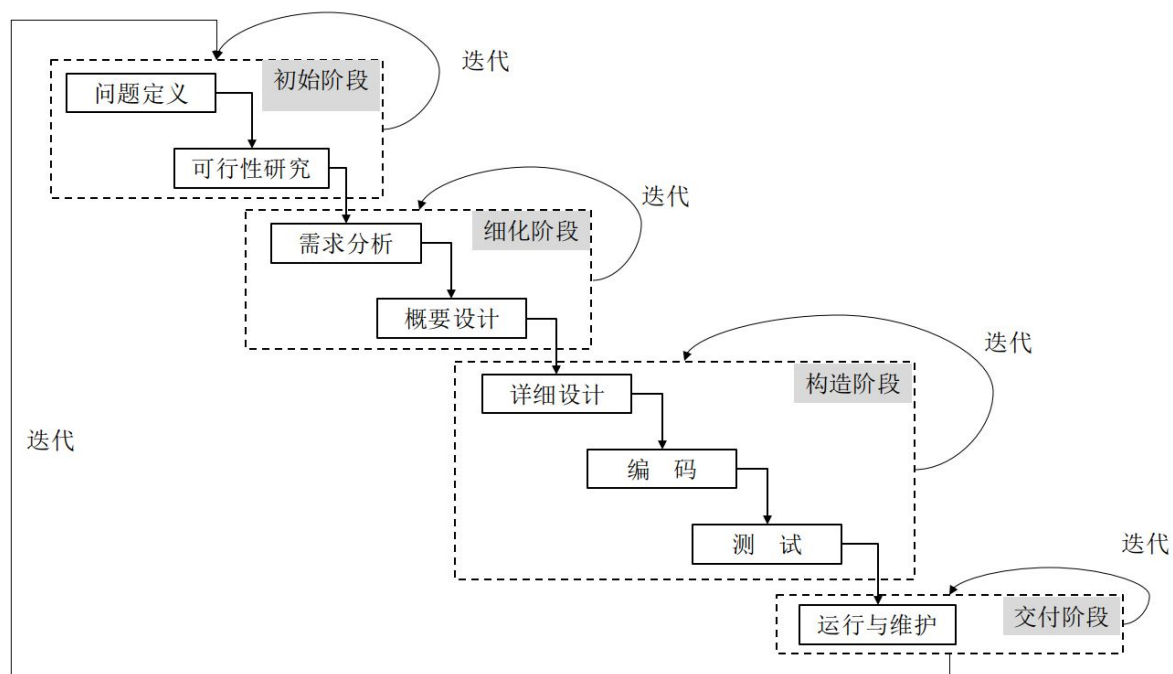 迭代
初始阶段
问题定义
可行性研究
迭代
细化阶段
需求分析
概要设计
迭代
构造阶段
详细设计
迭代
编 码
测 试
迭代
交付阶段
运行与维护